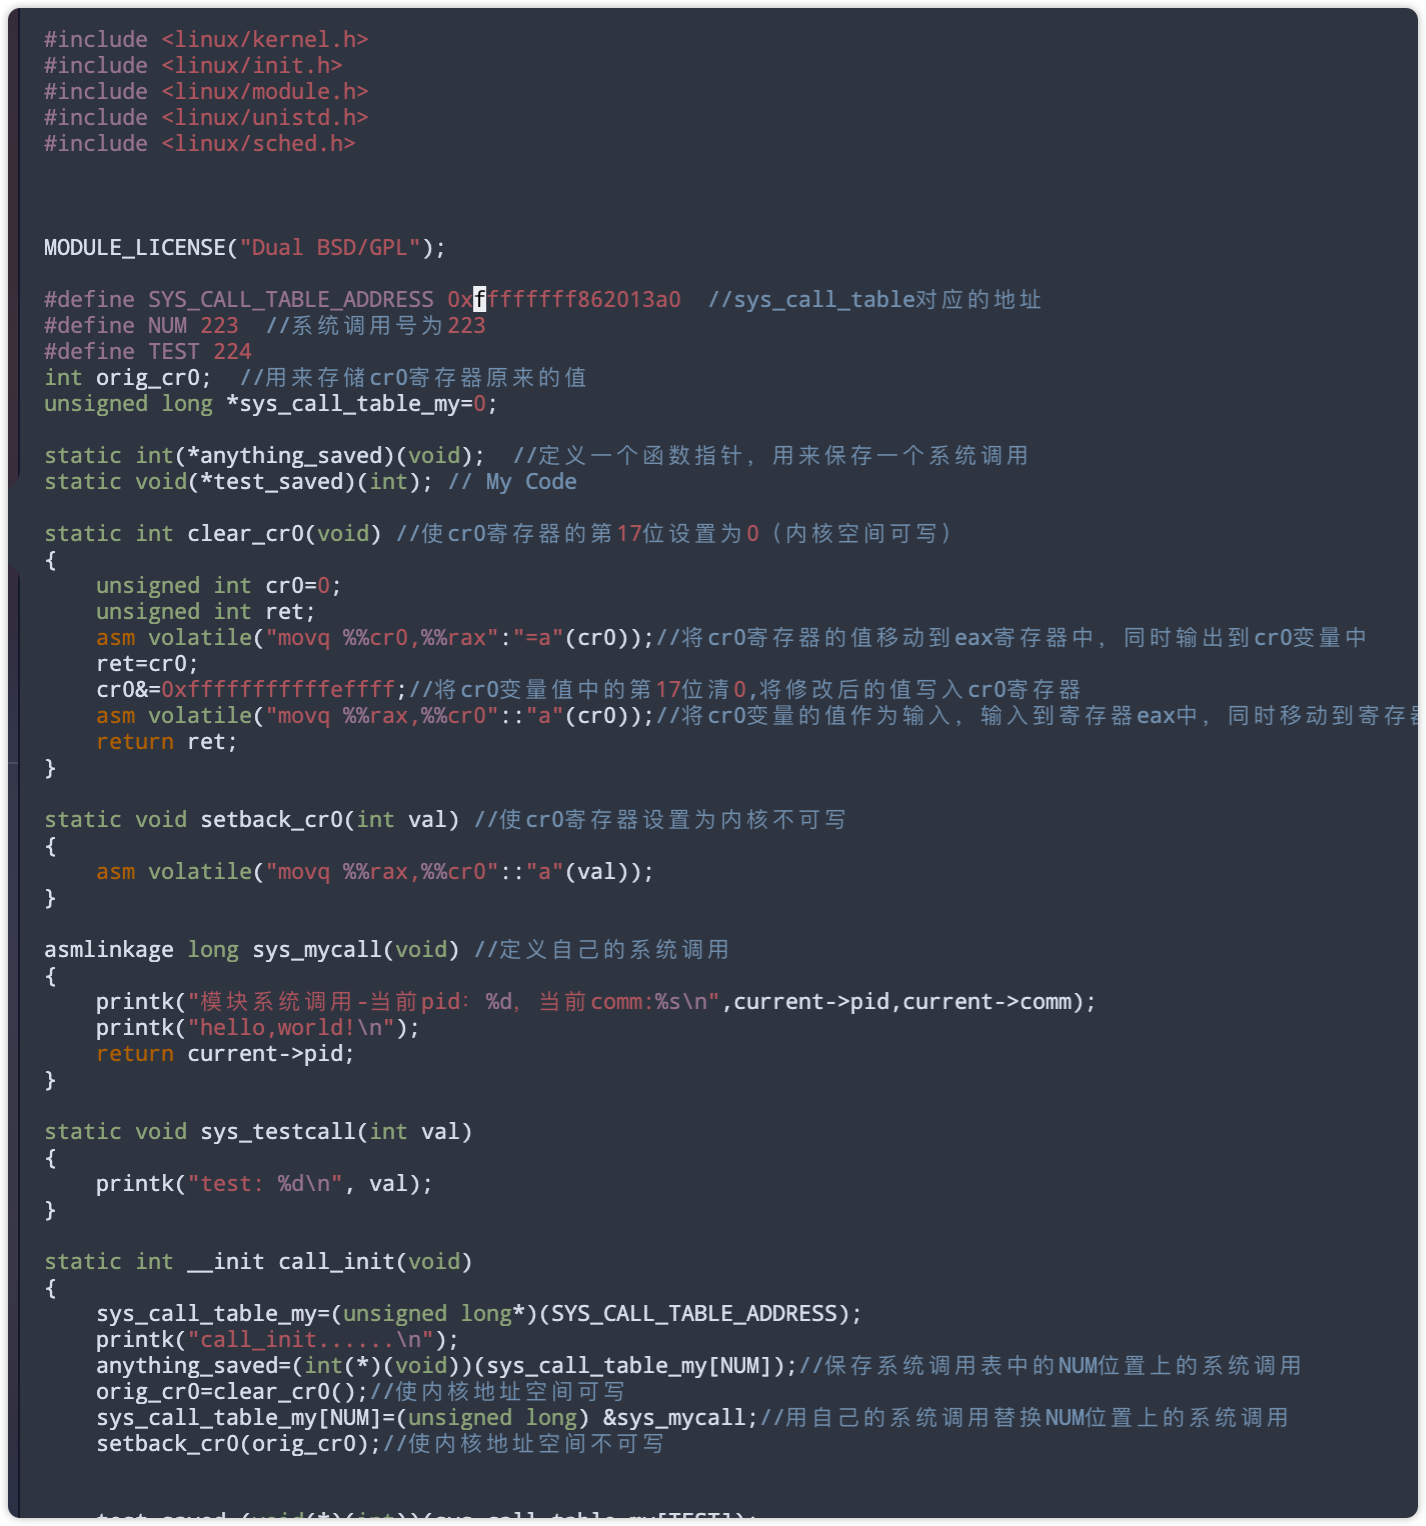 #include <linux/kernel.h>
#include <linux/init.h>
#include <linux/module.h>
#include <linux/unistd.h>
#include <linux/sched.h>
MODULE_LICENSE("Dual BSD/GPL");
#define SYS_CALL_TABLE_ADDRESS 0xffffffff862013a0  //sys_call_table对应的地址
#define NUM 223  //系统调用号为223
#define TEST 224
int orig_cr0;  //用来存储cr0寄存器原来的值
unsigned long *sys_call_table_my=0;
static int(*anything_saved)(void);  //定义一个函数指针，用来保存一个系统调用
static void(*test_saved)(int); // My Code
static int clear_cr0(void) //使cr0寄存器的第17位设置为0（内核空间可写）
{
    unsigned int cr0=0;
    unsigned int ret;
    asm volatile("movq %%cr0,%%rax":"=a"(cr0));//将cr0寄存器的值移动到eax寄存器中，同时输出到cr0变量中
    ret=cr0;
    cr0&=0xfffffffffffeffff;//将cr0变量值中的第17位清0,将修改后的值写入cr0寄存器
    asm volatile("movq %%rax,%%cr0"::"a"(cr0));//将cr0变量的值作为输入，输入到寄存器eax中，同时移动到寄存器
    return ret;
}
static void setback_cr0(int val) //使cr0寄存器设置为内核不可写
{
    asm volatile("movq %%rax,%%cr0"::"a"(val));
}
asmlinkage long sys_mycall(void) //定义自己的系统调用
{
    printk("模块系统调用-当前pid：%d，当前comm:%s\n",current->pid,current->comm);
    printk("hello,world!\n");
    return current->pid;
}
static void sys_testcall(int val)
{
    printk("test: %d\n", val);
}
static int __init call_init(void)
{
    sys_call_table_my=(unsigned long*)(SYS_CALL_TABLE_ADDRESS);
    printk("call_init......\n");
    anything_saved=(int(*)(void))(sys_call_table_my[NUM]);//保存系统调用表中的NUM位置上的系统调用
    orig_cr0=clear_cr0();//使内核地址空间可写
    sys_call_table_my[NUM]=(unsigned long) &sys_mycall;//用自己的系统调用替换NUM位置上的系统调用
    setback_cr0(orig_cr0);//使内核地址空间不可写